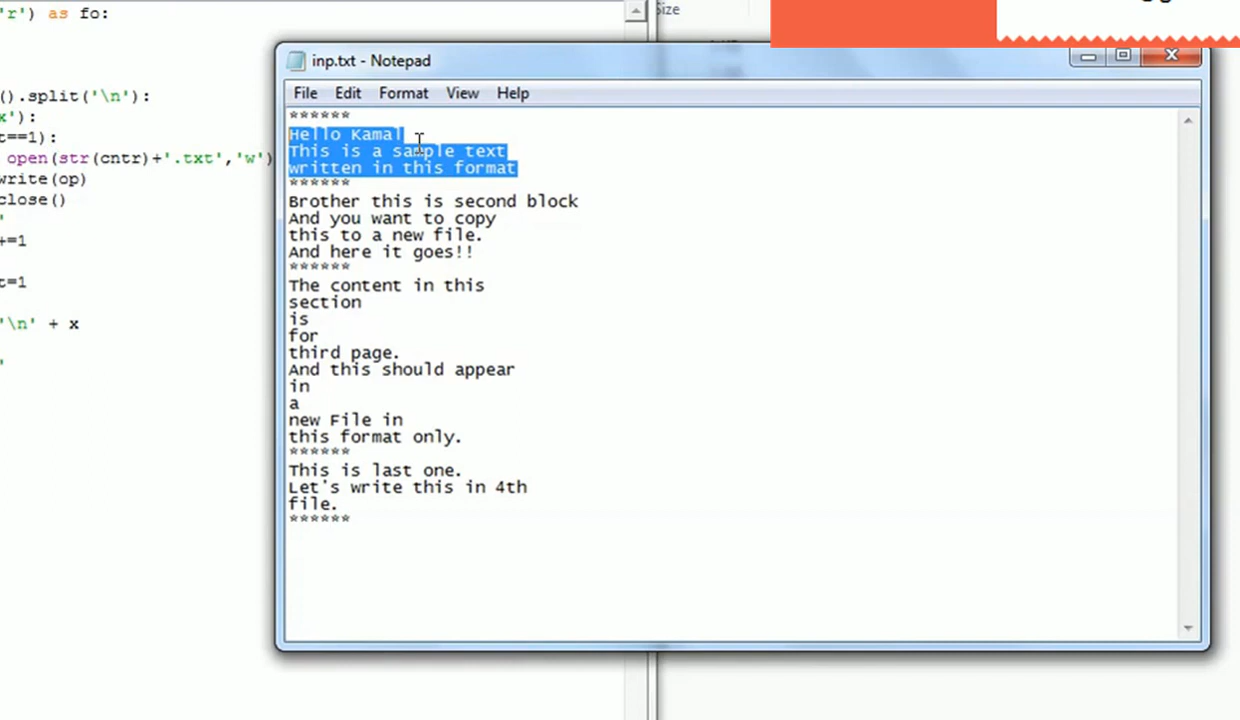 'r') as fo:
().split('\n'):
x'):
t==1):
open(str(cntr)+'.txt','w')
write(op)
close()
'
+=1
t=1
'\n' + x
'
Size
inp.txt - Notepad
File Edit Format View Help
******
Hello Kamal
This is a sample text
written in this format
******
Brother this is second block
And you want to copy
this to a new file.
And here it goes!!
******
The content in this
section
is
for
third page.
And this should appear
in
a
new File in
this format only.
******
This is last one.
Let's write this in 4th
file.
******